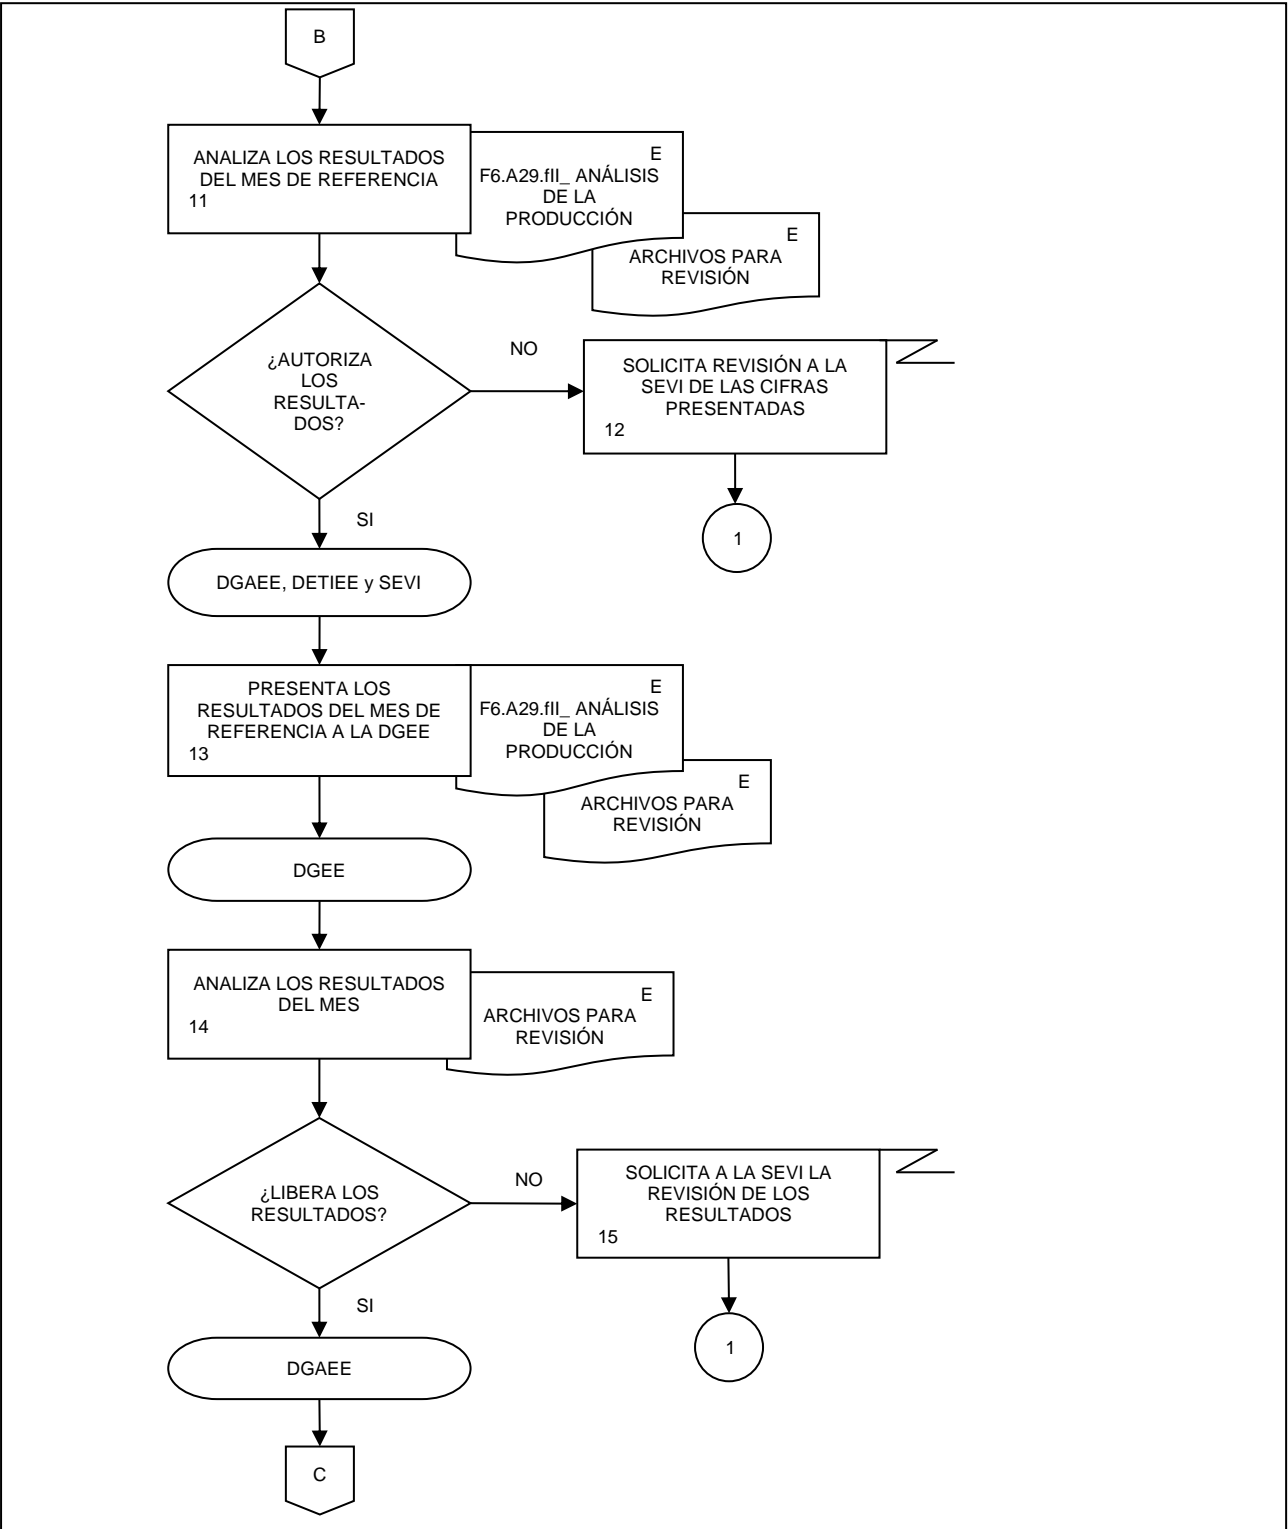 B
ANALIZA LOS RESULTADOS
DEL MES DE REFERENCIA
11
E
F6.A29.fII_ ANÁLISIS
DE LA
PRODUCCIÓN
E
ARCHIVOS PARA
REVISIÓN
¿AUTORIZA
LOS
RESULTA-
DOS?
NO
SOLICITA REVISIÓN A LA
SEVI DE LAS CIFRAS
PRESENTADAS
12
1
SI
DGAEE, DETIEE y SEVI
PRESENTA LOS
RESULTADOS DEL MES DE
REFERENCIA A LA DGEE
13
E
F6.A29.fII_ ANÁLISIS
DE LA
PRODUCCIÓN
E
ARCHIVOS PARA
REVISIÓN
DGEE
ANALIZA LOS RESULTADOS
DEL MES
14
E
ARCHIVOS PARA
REVISIÓN
¿LIBERA LOS
RESULTADOS?
NO
SOLICITA A LA SEVI LA
REVISIÓN DE LOS
RESULTADOS
15
1
SI
DGAEE
C